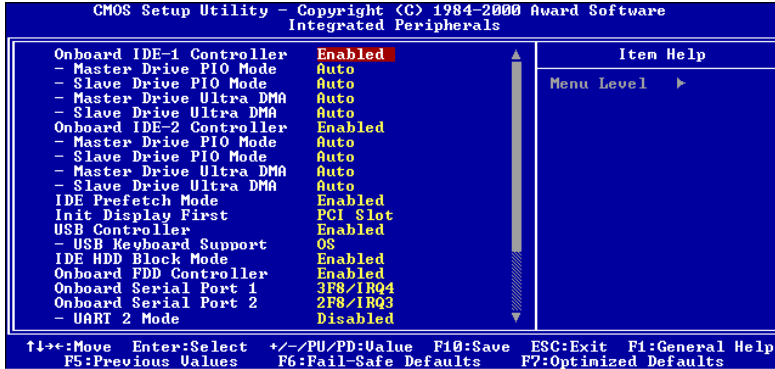 CMOS Setup Utility – Copyright (C) 1984–2000 Award Software
Integrated Peripherals
Onboard IDE-1 Controller Enabled
- Master Drive PIO Mode Auto
- Slave Drive PIO Mode Auto
- Master Drive Ultra DMA Auto
- Slave Drive Ultra DMA Auto
Onboard IDE-2 Controller Enabled
- Master Drive PIO Mode Auto
- Slave Drive PIO Mode Auto
- Master Drive Ultra DMA Auto
- Slave Drive Ultra DMA Auto
IDE Prefetch Mode Enabled
Init Display First PCI Slot
USB Controller Enabled
- USB Keyboard Support OS
IDE HDD Block Mode Enabled
Onboard FDD Controller Enabled
Onboard Serial Port 1 3F8/IRQ4
Onboard Serial Port 2 2F8/IRQ3
- UART 2 Mode Disabled
Item Help
Menu Level ▶
↑↓→←:Move Enter:Select +/-/PU/PD:Value F10:Save ESC:Exit F1:General Help
F5:Previous Values F6:Fail-Safe Defaults F7:Optimized Defaults